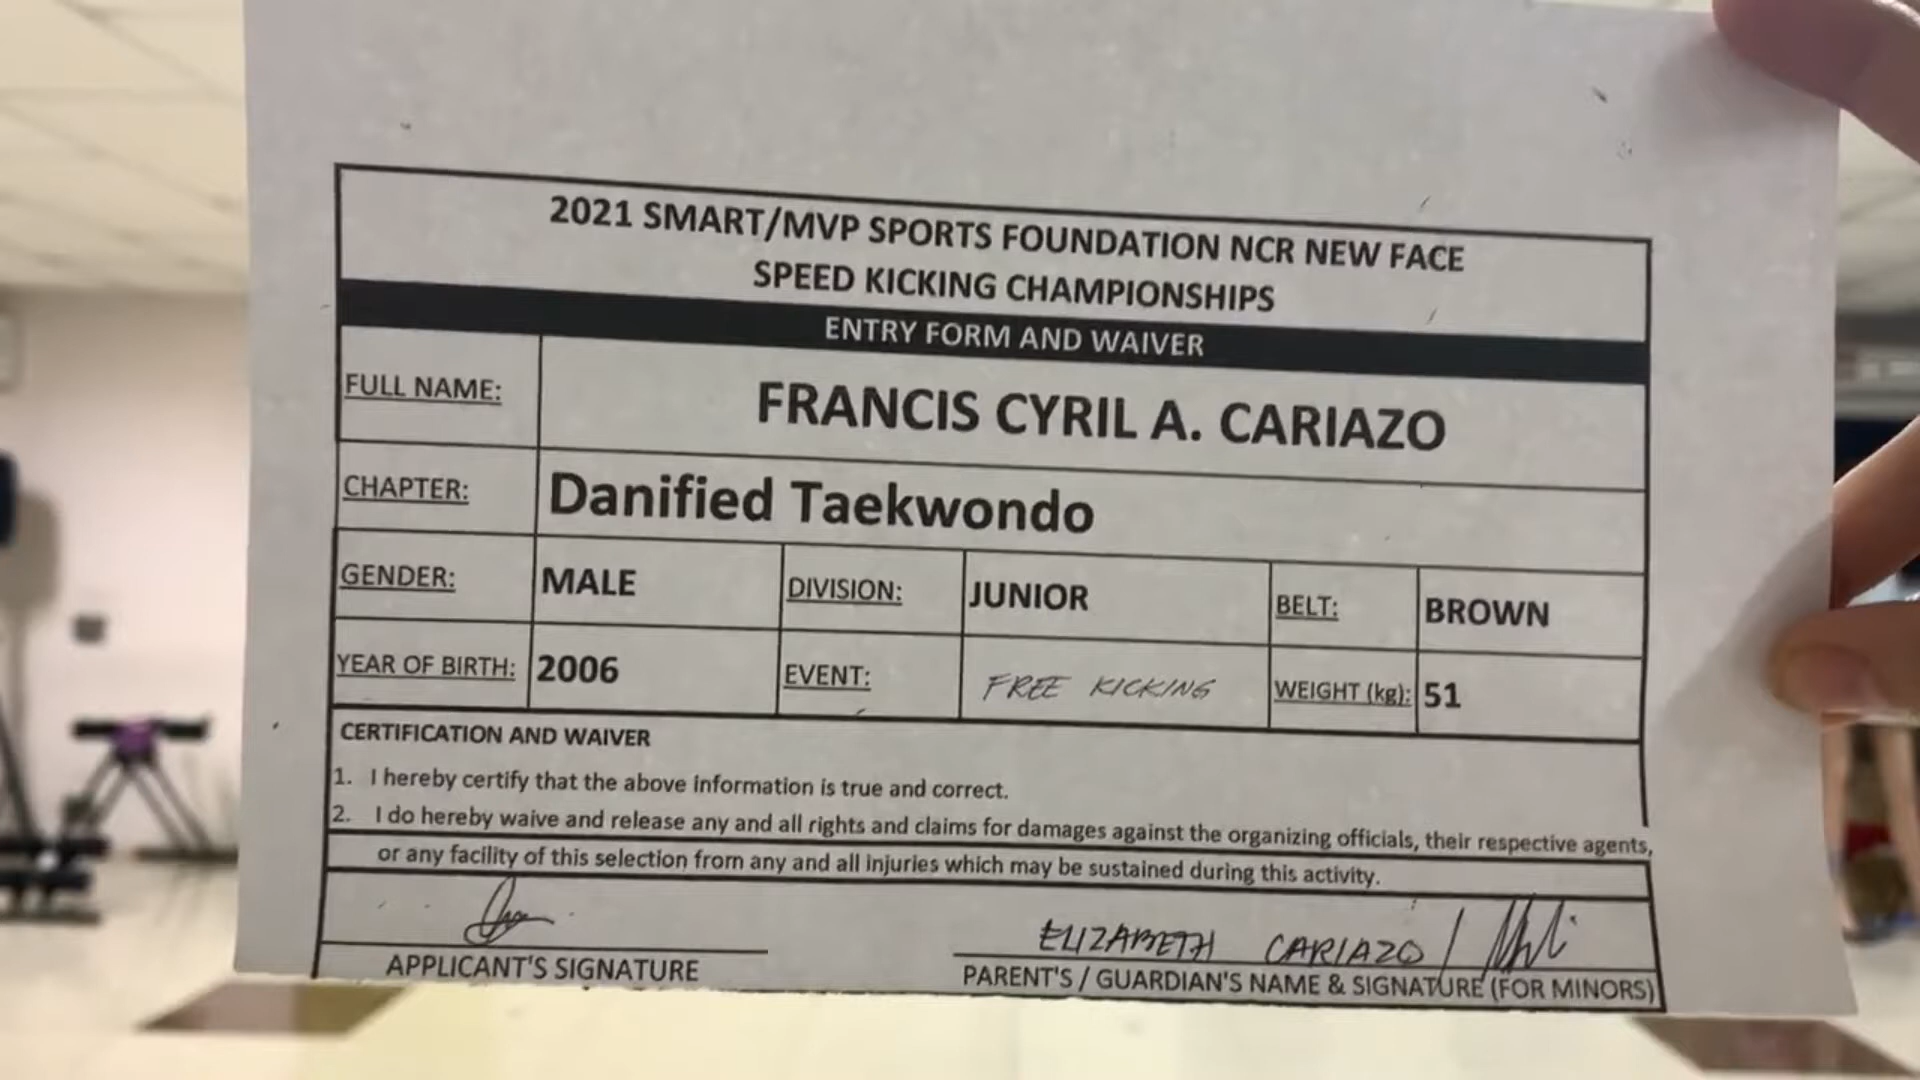 2021 SMART/MVP SPORTS FOUNDATION NCR NEW FACE
SPEED KICKING CHAMPIONSHIPS
ENTRY FORM AND WAIVER
FULL NAME: FRANCIS CYRIL A. CARIAZO
CHAPTER: Danified Taekwondo
GENDER: MALE DIVISION: JUNIOR BELT: BROWN
YEAR OF BIRTH: 2006 EVENT: FREE KICKING WEIGHT (kg): 51
CERTIFICATION AND WAIVER
1. I hereby certify that the above information is true and correct.
2. I do hereby waive and release any and all rights and claims for damages against the organizing officials, their respective agents,
or any facility of this selection from any and all injuries which may be sustained during this activity.
ELIZABETH CARIAZO /
APPLICANT'S SIGNATURE PARENT'S / GUARDIAN'S NAME & SIGNATURE (FOR MINORS)